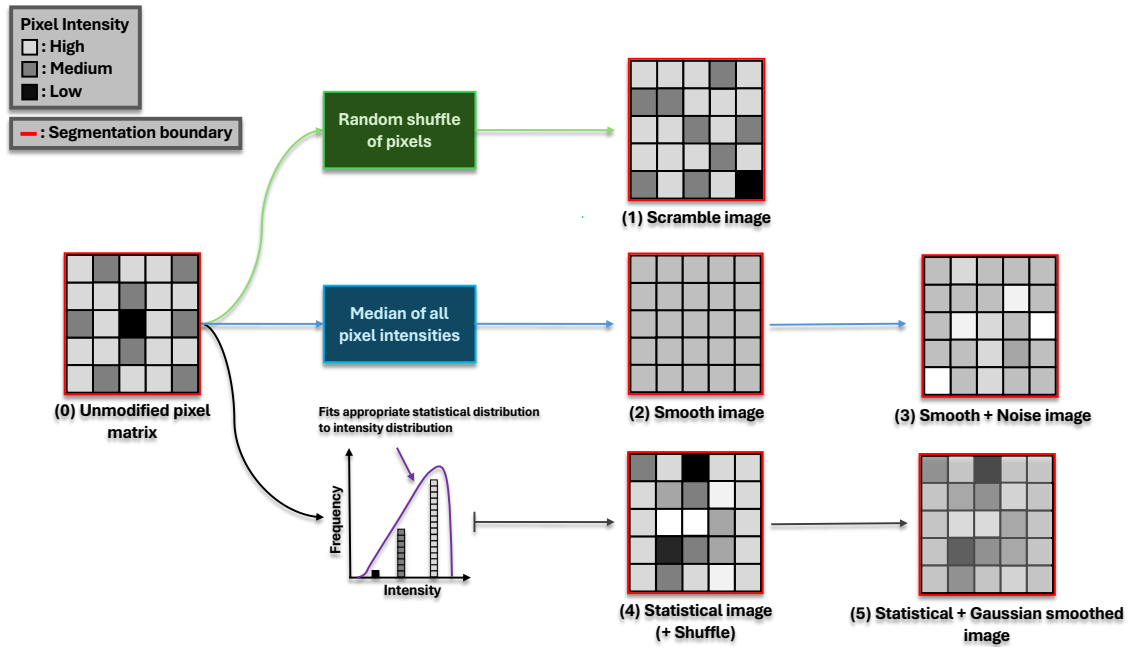 Pixel Intensity
: High
: Medium
: Low
: Segmentation boundary
Random shuffle
of pixels
(1) Scramble image
(0) Unmodified pixel
matrix
Median of all
pixel intensities
(2) Smooth image
(3) Smooth + Noise image
Fits appropriate statistical distribution
to intensity distribution
Frequency
Intensity
(4) Statistical image
(+ Shuffle)
(5) Statistical + Gaussian smoothed
image